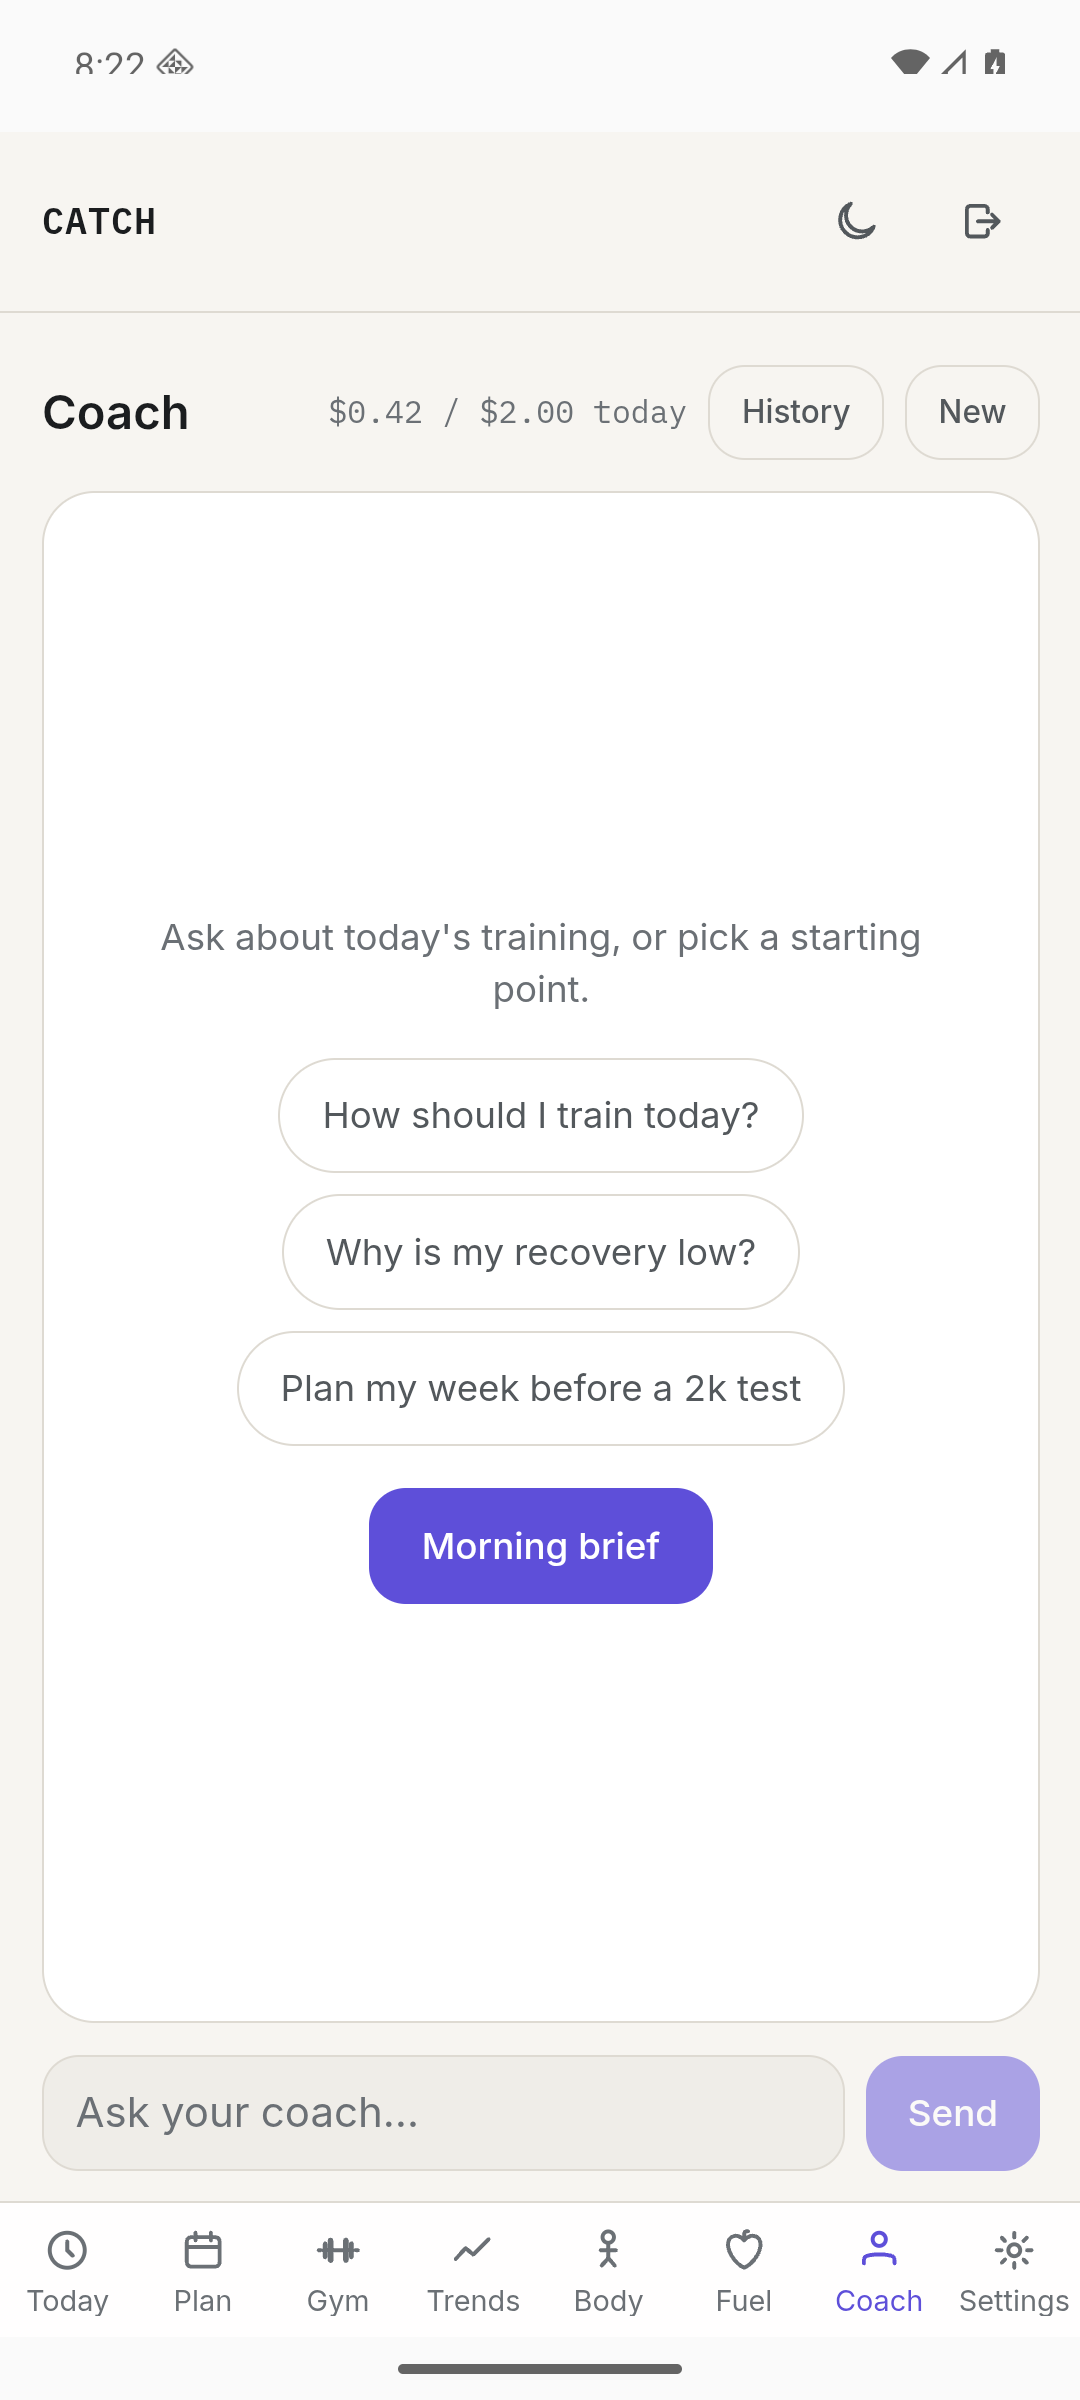 8:22
CATCH
Coach
$0.42 / $2.00 today
History
New
Ask about today's training, or pick a starting
point.
How should I train today?
Why is my recovery low?
Plan my week before a 2k test
Morning brief
Ask your coach...
Send
Today
Plan
Gym
Trends
Body
Fuel
Coach
Settings